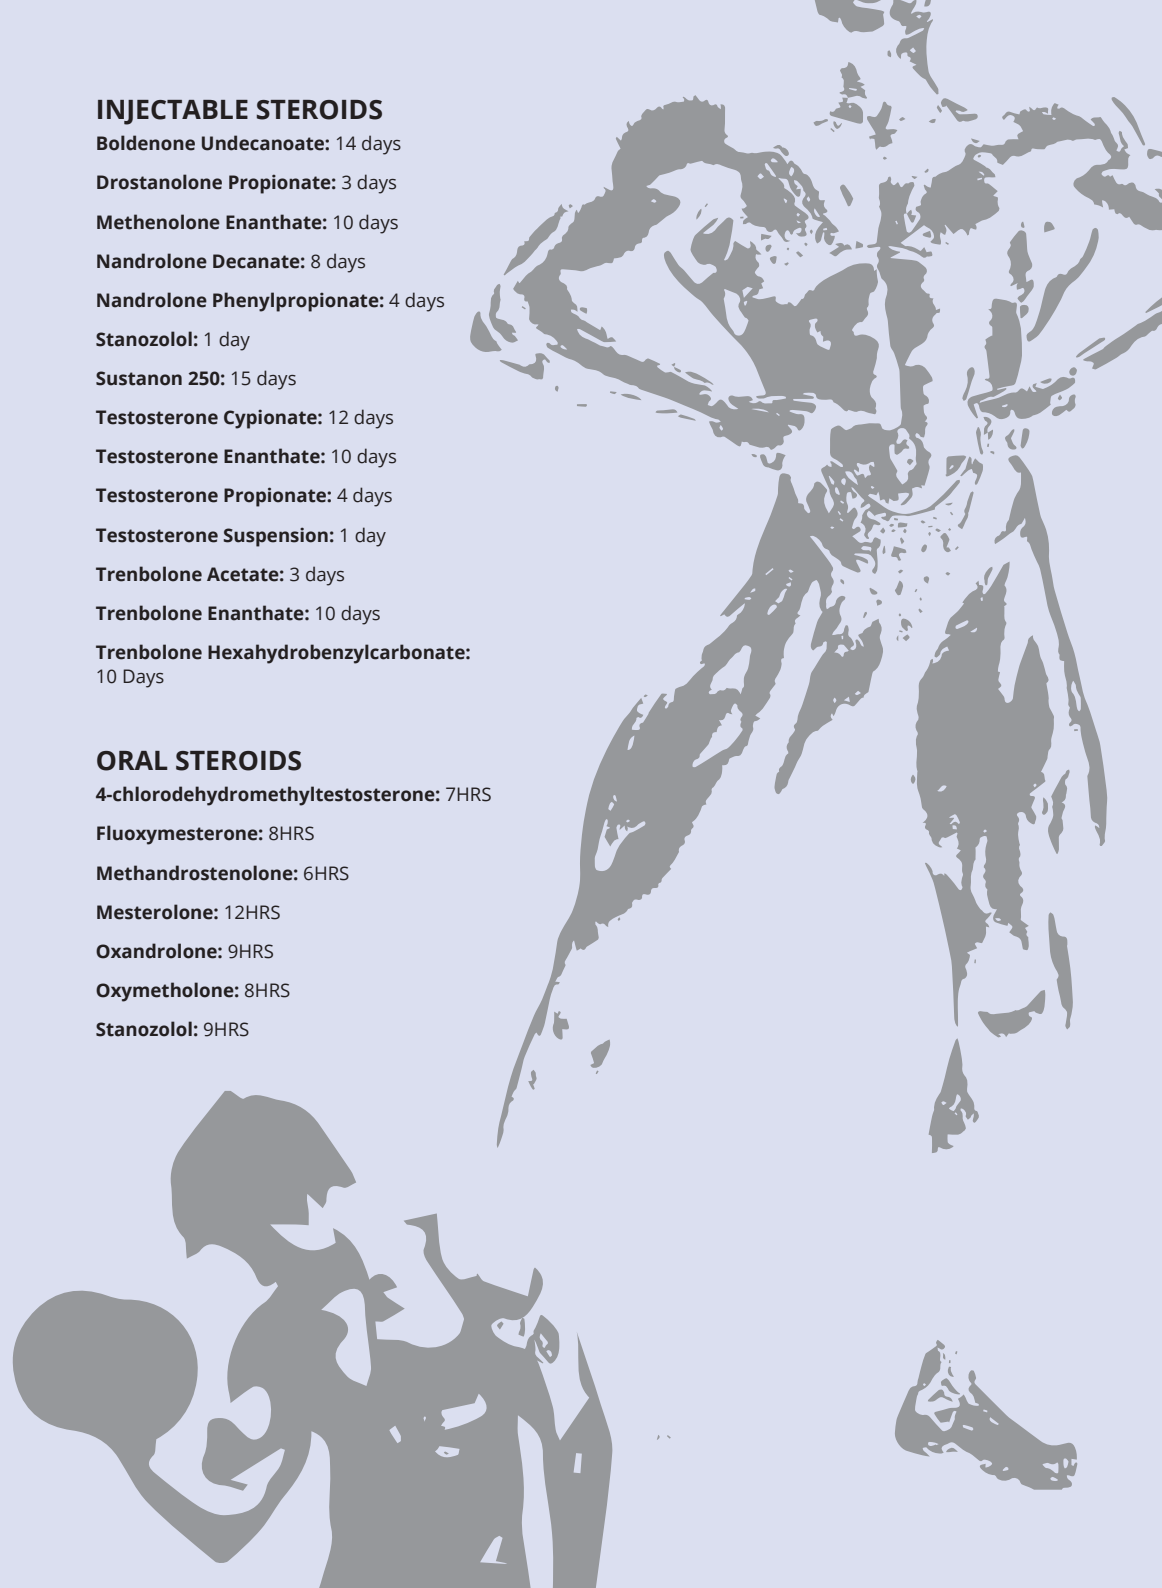 INJECTABLE STEROIDS
Boldenone Undecanoate: 14 days
Drostanolone Propionate: 3 days
Methenolone Enanthate: 10 days
Nandrolone Decanate: 8 days
Nandrolone Phenylpropionate: 4 days
Stanozolol: 1 day
Sustanon 250: 15 days
Testosterone Cypionate: 12 days
Testosterone Enanthate: 10 days
Testosterone Propionate: 4 days
Testosterone Suspension: 1 day
Trenbolone Acetate: 3 days
Trenbolone Enanthate: 10 days
Trenbolone Hexahydrobenzylcarbonate:
10 Days
ORAL STEROIDS
4-chlorodehydromethyltestosterone: 7HRS
Fluoxymesterone: 8HRS
Methandrostenolone: 6HRS
Mesterolone: 12HRS
Oxandrolone: 9HRS
Oxymetholone: 8HRS
Stanozolol: 9HRS